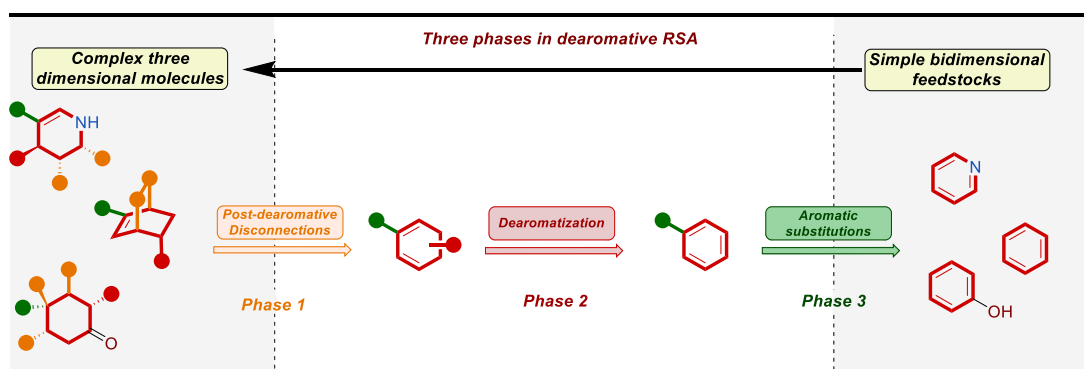 Three phases in dearomative RSA
Complex three
dimensional molecules
Simple bidimensional
feedstocks
NH
N
Post-dearomative
Disconnections
Dearomatization
Aromatic
substitutions
Phase 1
Phase 2
Phase 3
O
OH